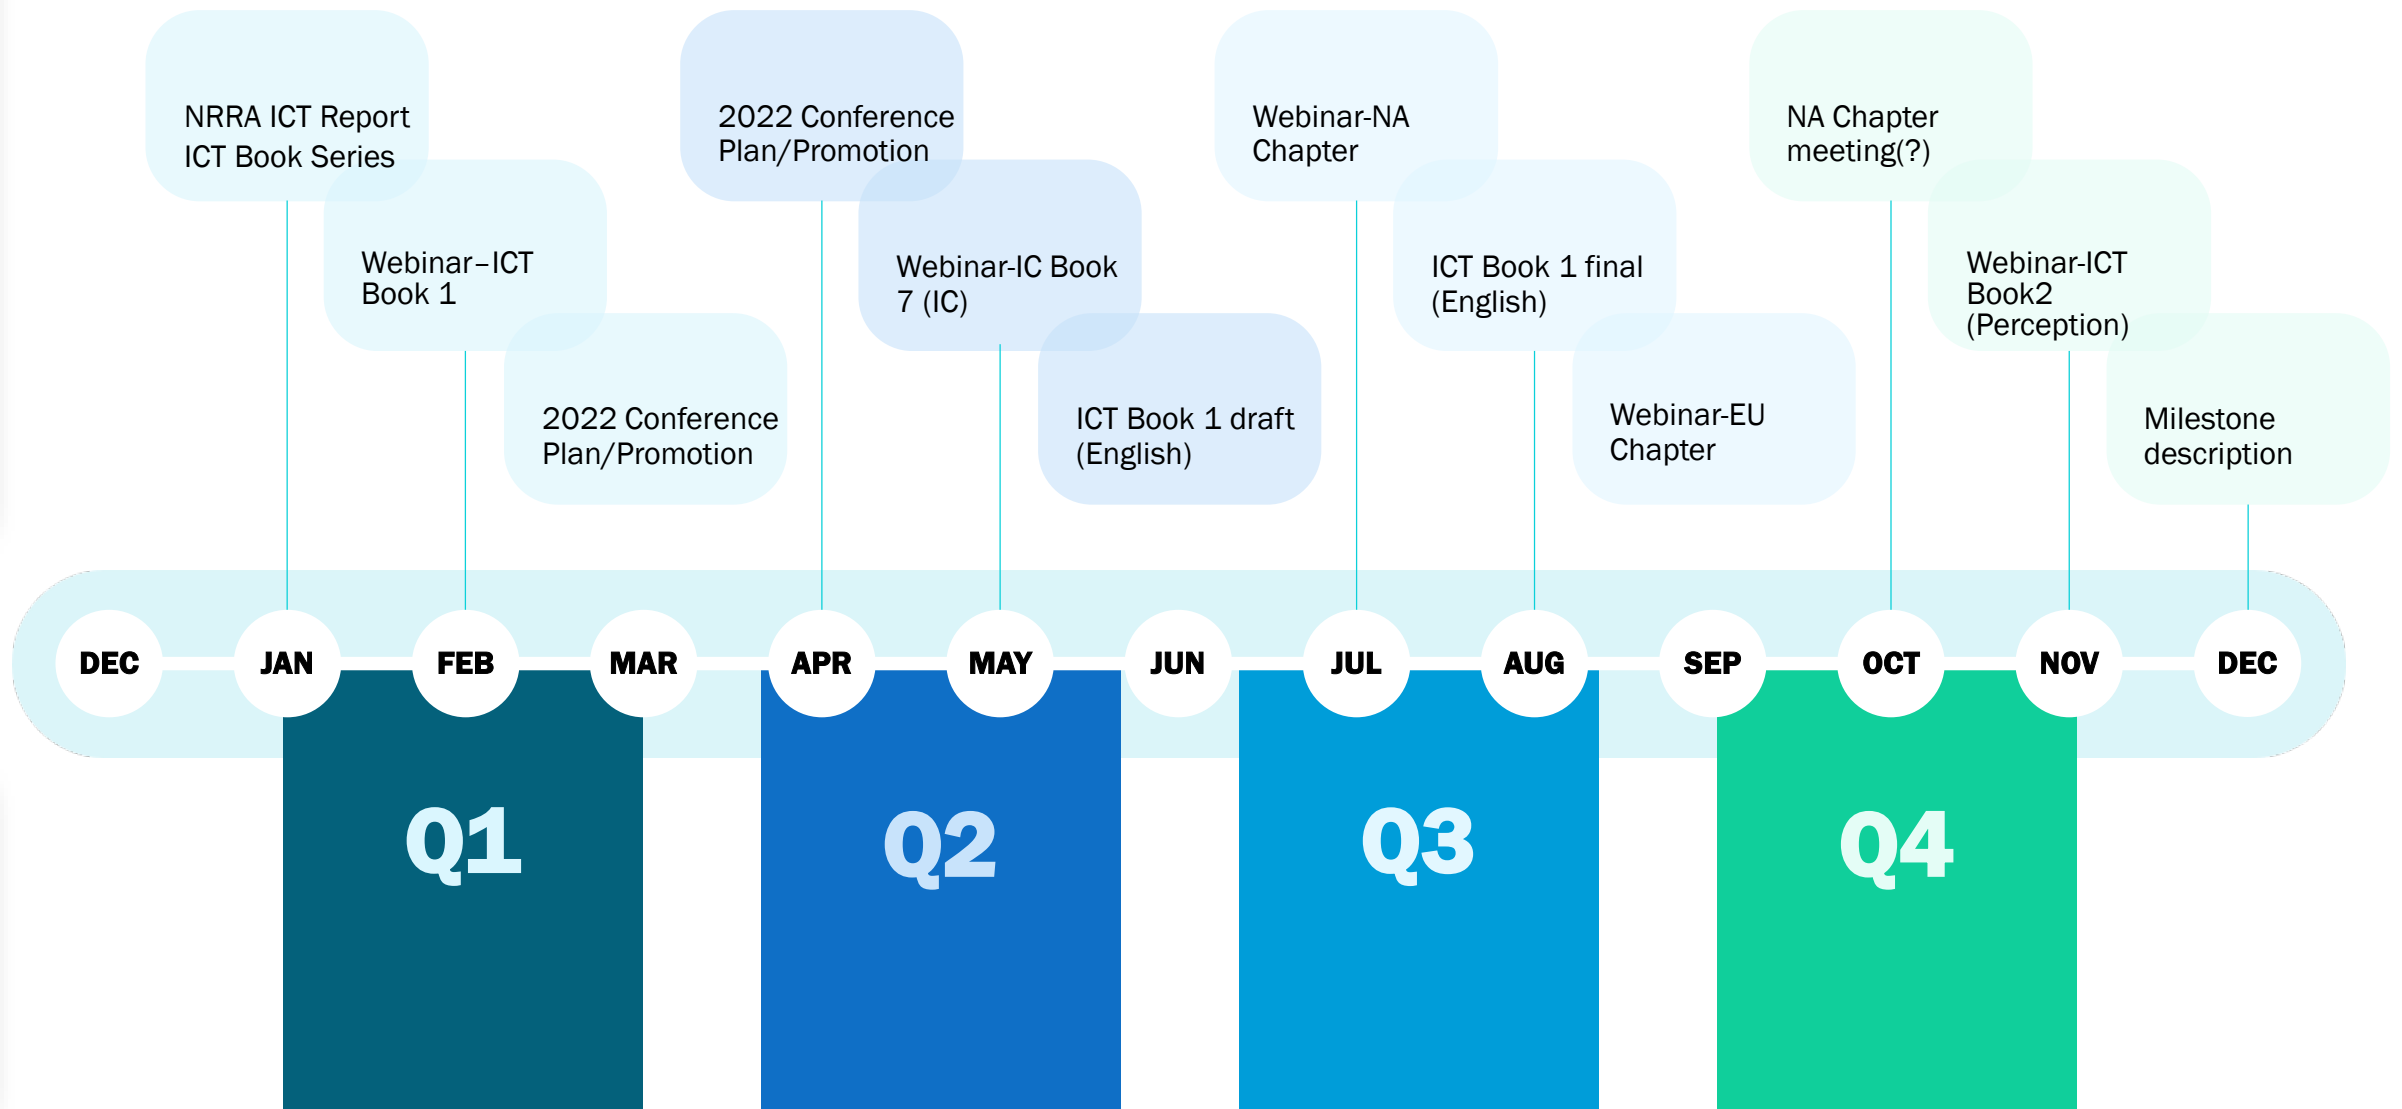 NRRA ICT Report
ICT Book Series
Webinar–ICT
Book 1
2022 Conference
Plan/Promotion
2022 Conference
Plan/Promotion
Webinar-IC Book
7 (IC)
ICT Book 1 draft
(English)
Webinar-NA
Chapter
ICT Book 1 final
(English)
Webinar-EU
Chapter
NA Chapter
meeting(?)
Webinar-ICT
Book2
(Perception)
Milestone
description
DEC JAN FEB MAR APR MAY JUN JUL AUG SEP OCT NOV DEC
Q1 Q2 Q3 Q4